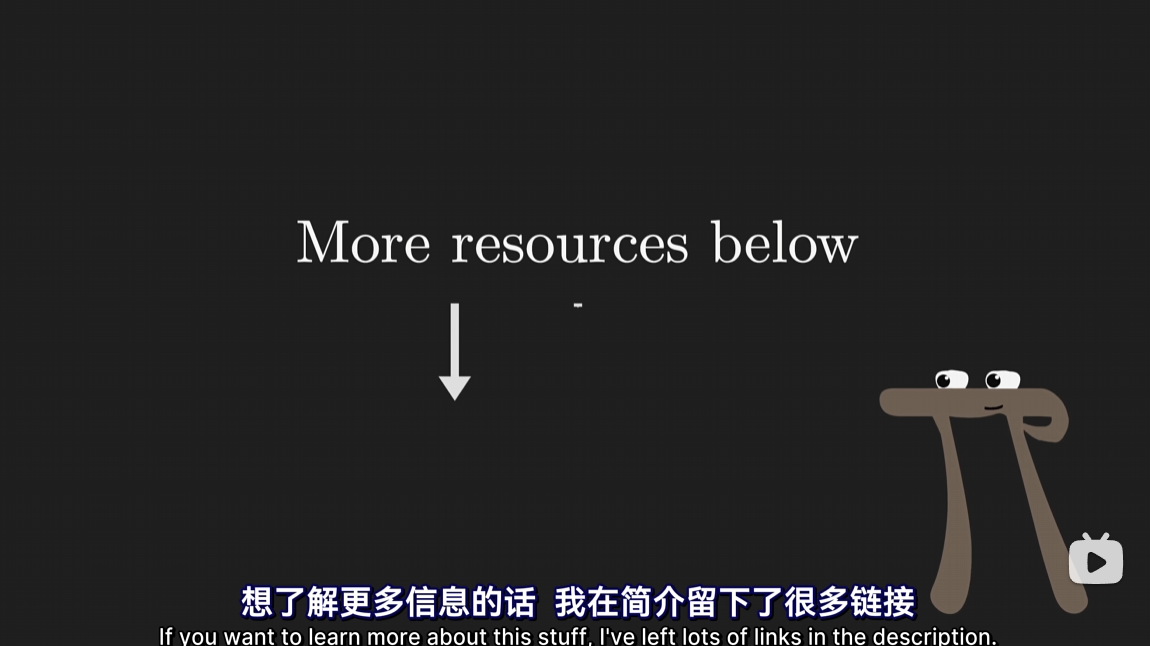 More resources below
想了解更多信息的话 我在简介留下了很多链接
If you want to learn more about this stuff, I've left lots of links in the description.